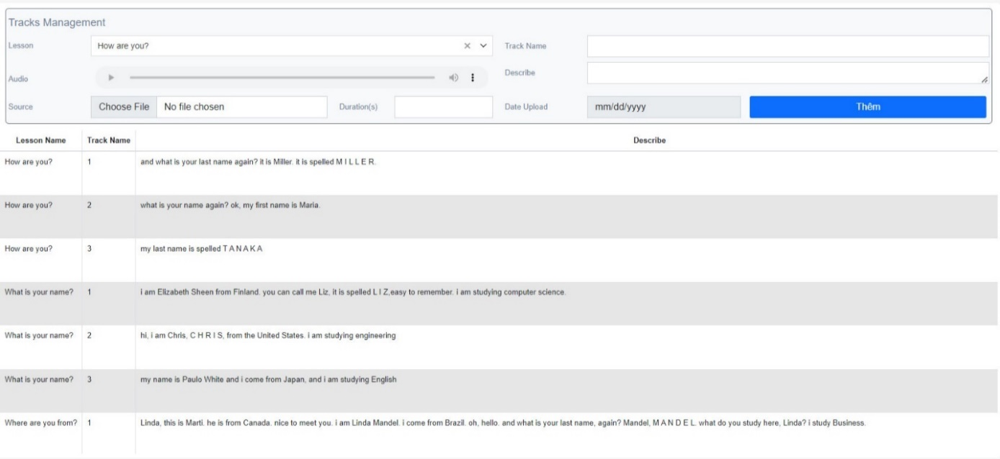 Tracks Management
Lesson How are you? Track Name
Audio Describe
Source Choose File No file chosen Duration(s) Date Upload mm/dd/yyyy Thêm
Lesson Name Track Name Describe
How are you? 1 and what is your last name again? it is Miller. it is spelled M I L L E R.
How are you? 2 what is your name again? ok, my first name is Maria.
How are you? 3 my last name is spelled T A N A K A
What is your name? 1 i am Elizabeth Sheen from Finland. you can call me Liz, it is spelled L I Z,easy to remember. i am studying computer science.
What is your name? 2 hi, i am Chris, C H R I S, from the United States. i am studying engineering
What is your name? 3 my name is Paulo White and i come from Japan, and i am studying English
Where are you from? 1 Linda, this is Marti. he is from Canada. nice to meet you. i am Linda Mandel. i come from Brazil. oh, hello. and what is your last name, again? Mandel, M A N D E L. what do you study here, Linda? i study Business.